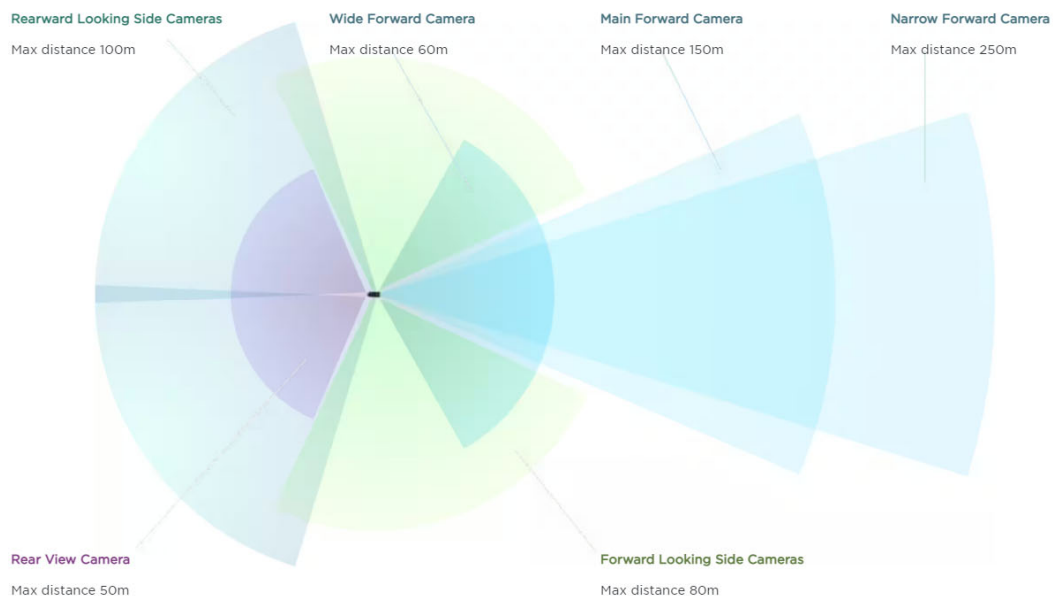 Rearward Looking Side Cameras
Max distance 100m
Wide Forward Camera
Max distance 60m
Main Forward Camera
Max distance 150m
Narrow Forward Camera
Max distance 250m
Rear View Camera
Max distance 50m
Forward Looking Side Cameras
Max distance 80m